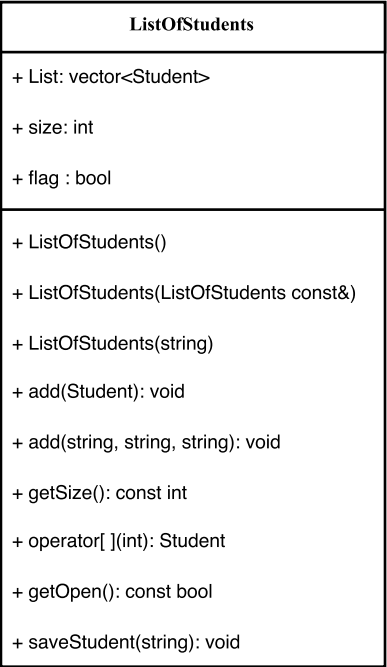 ListOfStudents
+ List: vector<Student>
+ size: int
+ flag : bool
+ ListOfStudents()
+ ListOfStudents(ListOfStudents const&)
+ ListOfStudents(string)
+ add(Student): void
+ add(string, string, string): void
+ getSize(): const int
+ operator[ ](int): Student
+ getOpen(): const bool
+ saveStudent(string): void